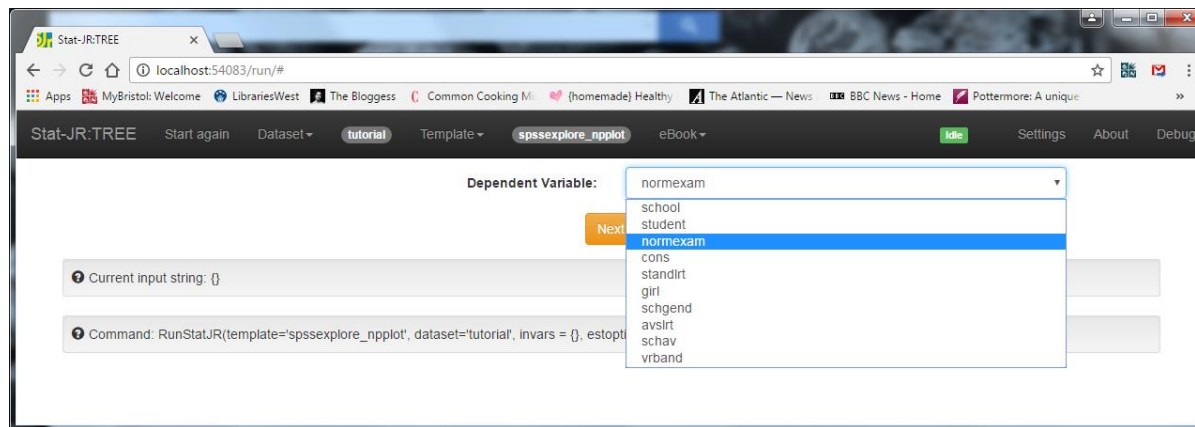 Stat-JR:TREE
localhost:54083/run/#
Apps MyBristol: Welcome LibrariesWest The Bloggess Common Cooking Mi {homemade} Healthy The Atlantic — News BBC News - Home Pottermore: A unique »
Stat-JR:TREE Start again Dataset tutorial Template spssexplore_npplot eBook Idle Settings About Debug
Dependent Variable: normexam
school
Next student
normexam
cons
Current input string: {} standlrt
girl
schgend
avslrt
Command: RunStatJR(template='spssexplore_npplot', dataset='tutorial', invars = {}, estopti
schav
vrband